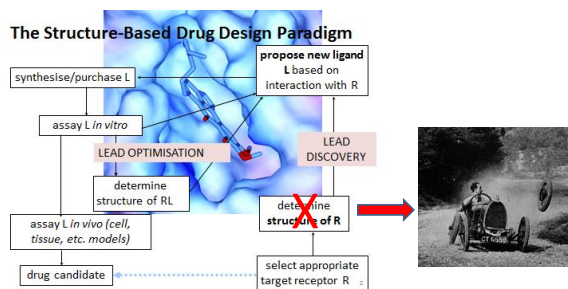 The Structure-Based Drug Design Paradigm
propose new ligand
L based on
interaction with R
synthesise/purchase L
assay L in vitro
LEAD OPTIMISATION
LEAD
DISCOVERY
determine
structure of RL
determine
structure of R
X
assay L in vivo (cell,
tissue, etc. models)
drug candidate
select appropriate
target receptor R
2